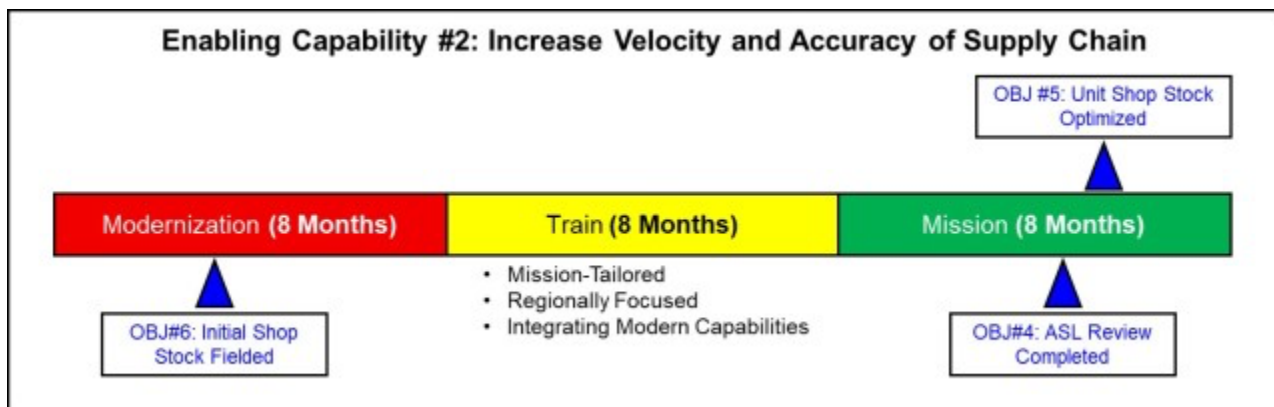 Enabling Capability #2: Increase Velocity and Accuracy of Supply Chain
OBJ #5: Unit Shop Stock
Optimized
Modernization (8 Months)
Train (8 Months)
Mission (8 Months)
• Mission-Tailored
• Regionally Focused
• Integrating Modern Capabilities
OBJ#6: Initial Shop
Stock Fielded
OBJ#4: ASL Review
Completed